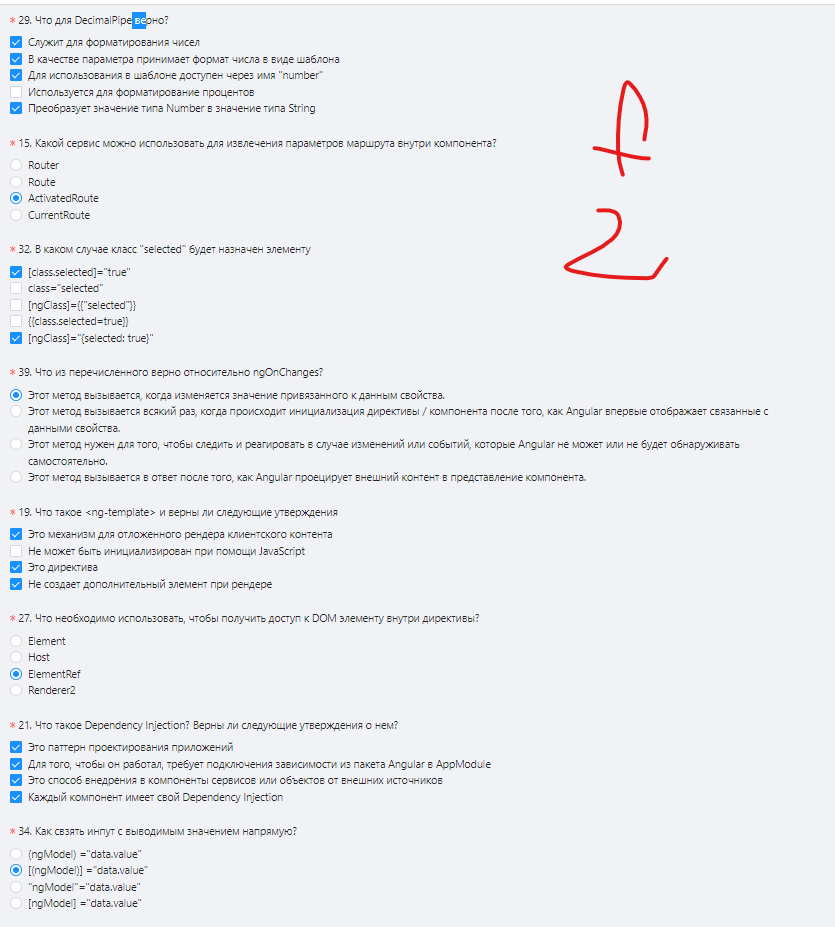 * 29. Что для DecimalPipe верно?
Служит для форматирования чисел
В качестве параметра принимает формат числа в виде шаблона
Для использования в шаблоне доступен через имя "number"
Используется для форматирование процентов
Преобразует значение типа Number в значение типа String
* 15. Какой сервис можно использовать для извлечения параметров маршрута внутри компонента?
Router
Route
ActivatedRoute
CurrentRoute
* 32. В каком случае класс "selected" будет назначен элементу
[class.selected]="true"
class="selected"
[ngClass]={{"selected"}}
{{class.selected=true}}
[ngClass]="{selected: true}"
* 39. Что из перечисленного верно относительно ngOnChanges?
Этот метод вызывается, когда изменяется значение привязанного к данным свойства.
Этот метод вызывается всякий раз, когда происходит инициализация директивы / компонента после того, как Angular впервые отображает связанные с
данными свойства.
Этот метод нужен для того, чтобы следить и реагировать в случае изменений или событий, которые Angular не может или не будет обнаруживать
самостоятельно.
Этот метод вызывается в ответ после того, как Angular проецирует внешний контент в представление компонента.
* 19. Что такое <ng-template> и верны ли следующие утверждения
Это механизм для отложенного рендера клиентского контента
Не может быть инициализирован при помощи JavaScript
Это директива
Не создает дополнительный элемент при рендере
* 27. Что необходимо использовать, чтобы получить доступ к DOM элементу внутри директивы?
Element
Host
ElementRef
Renderer2
* 21. Что такое Dependency Injection? Верны ли следующие утверждения о нем?
Это паттерн проектирования приложений
Для того, чтобы он работал, требует подключения зависимости из пакета Angular в AppModule
Это способ внедрения в компоненты сервисов или объектов от внешних источников
Каждый компонент имеет свой Dependency Injection
* 34. Как свзять инпут с выводимым значением напрямую?
(ngModel) ="data.value"
[(ngModel)] ="data.value"
"ngModel"="data.value"
[ngModel] ="data.value"
f
2